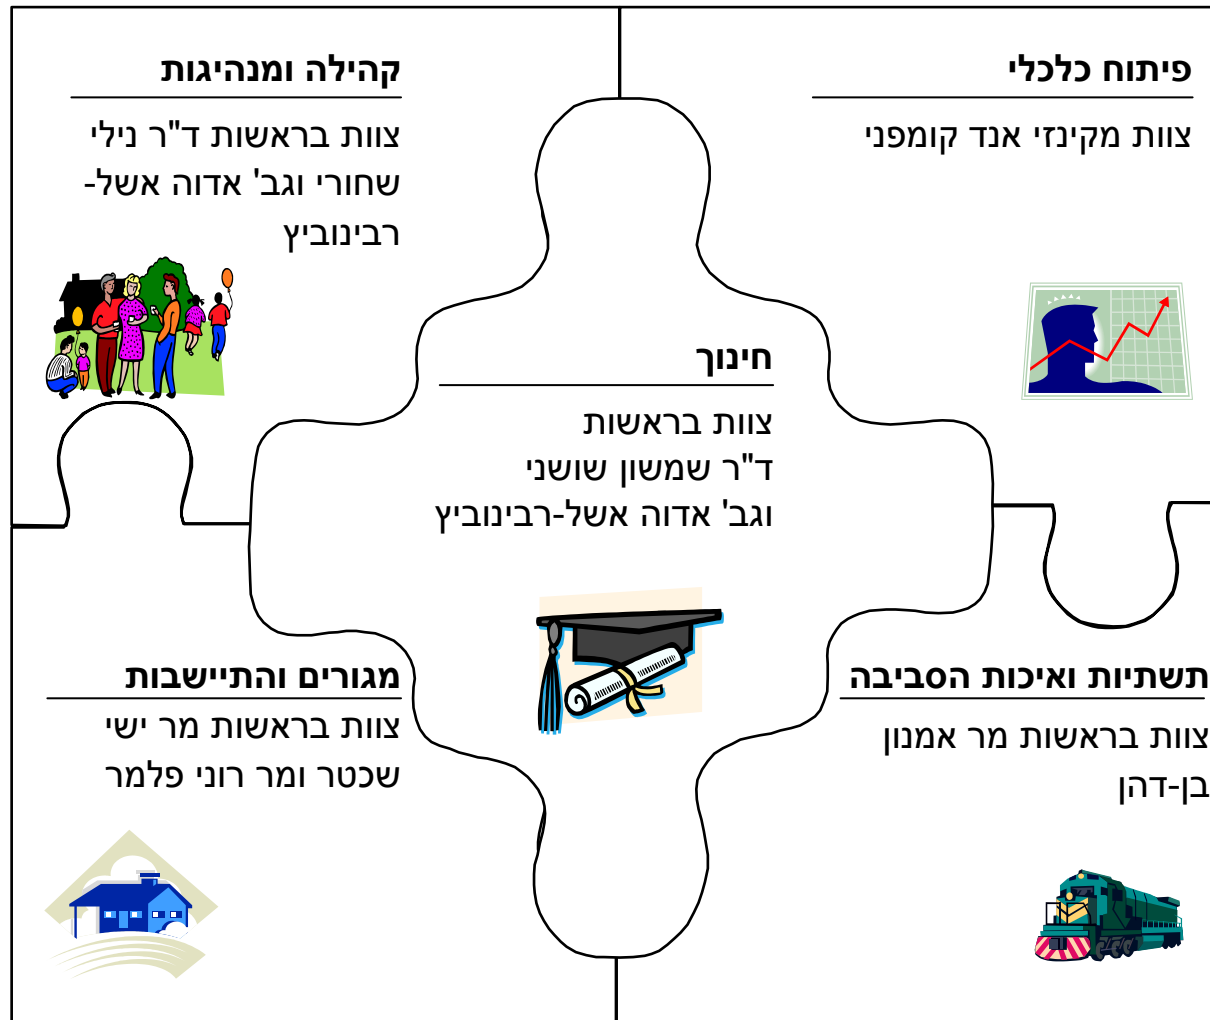 פיתוח כלכלי
צוות מקינזי אנד קומפני
קהילה ומנהיגות
צוות בראשות ד"ר נילי
שחורי וגב' אדוה אשל-
רבינוביץ
חינוך
צוות בראשות
ד"ר שמשון שושני
וגב' אדוה אשל-רבינוביץ
תשתיות ואיכות הסביבה
צוות בראשות מר אמנון
בן-דהן
מגורים והתיישבות
צוות בראשות מר ישי
שכטר ומר רוני פלמר